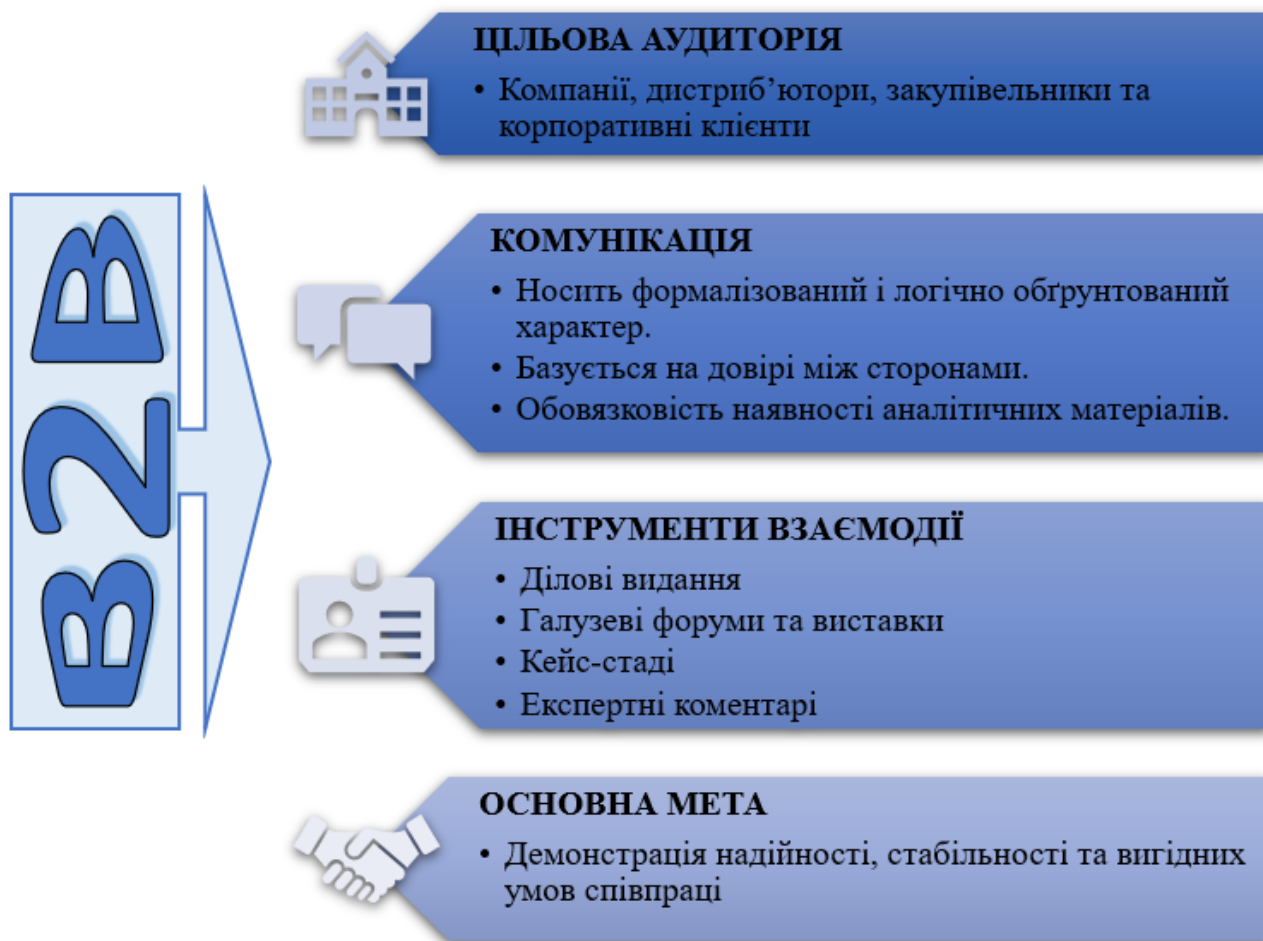 B2B
ЦІЛЬОВА АУДИТОРІЯ
• Компанії, дистриб’ютори, закупівельники та
корпоративні клієнти
КОМУНІКАЦІЯ
• Носить формалізований і логічно обґрунтований
характер.
• Базується на довірі між сторонами.
• Обовязковість наявності аналітичних матеріалів.
ІНСТРУМЕНТИ ВЗАЄМОДІЇ
• Ділові видання
• Галузеві форуми та виставки
• Кейс-стаді
• Експертні коментарі
ОСНОВНА МЕТА
• Демонстрація надійності, стабільності та вигідних
умов співпраці